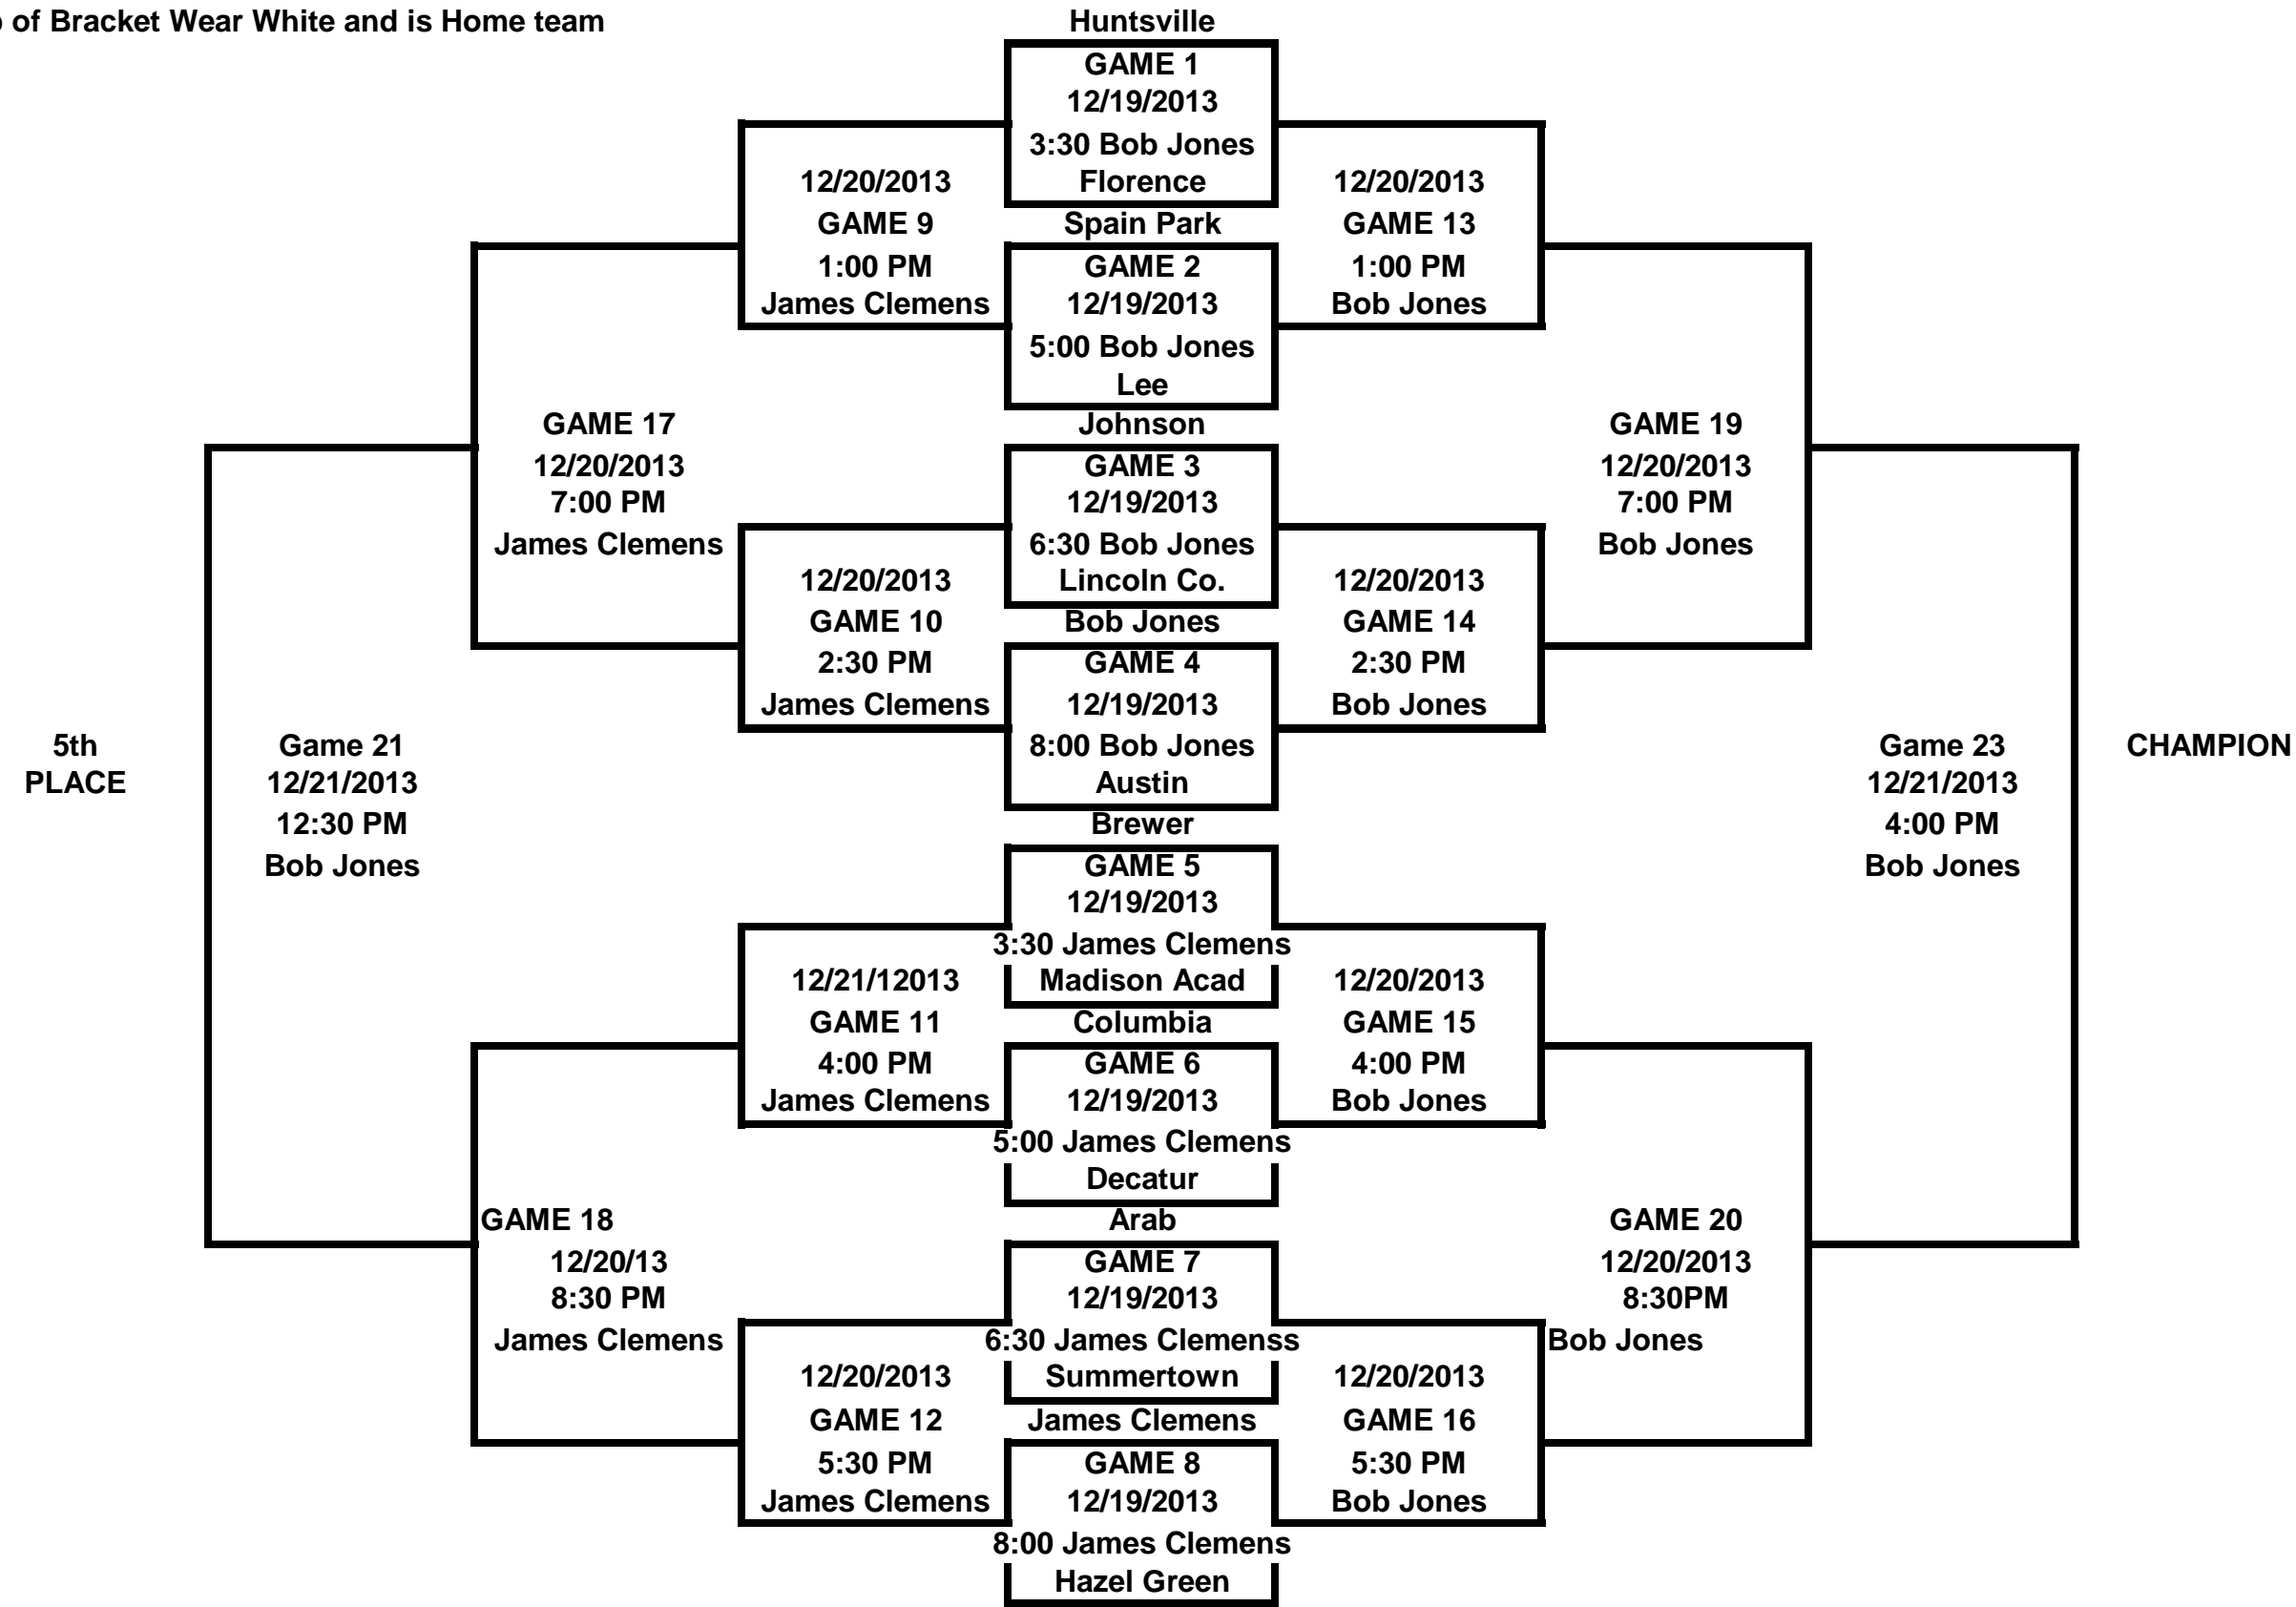 of Bracket Wear White and is Home team
Huntsville
GAME 1
12/19/2013
3:30 Bob Jones
Florence
12/20/2013
GAME 9
1:00 PM
James Clemens
12/20/2013
GAME 13
1:00 PM
Bob Jones
Spain Park
GAME 2
12/19/2013
5:00 Bob Jones
Lee
GAME 17
12/20/2013
7:00 PM
James Clemens
Johnson
GAME 3
12/19/2013
6:30 Bob Jones
Lincoln Co.
GAME 19
12/20/2013
7:00 PM
Bob Jones
12/20/2013
GAME 10
2:30 PM
James Clemens
Bob Jones
GAME 4
12/19/2013
8:00 Bob Jones
Austin
12/20/2013
GAME 14
2:30 PM
Bob Jones
5th
PLACE
Game 21
12/21/2013
12:30 PM
Bob Jones
Game 23
12/21/2013
4:00 PM
Bob Jones
CHAMPION
Brewer
GAME 5
12/19/2013
3:30 James Clemens
Madison Acad
12/21/12013
GAME 11
4:00 PM
James Clemens
12/20/2013
GAME 15
4:00 PM
Bob Jones
Columbia
GAME 6
12/19/2013
5:00 James Clemens
Decatur
GAME 18
12/20/13
8:30 PM
James Clemens
Arab
GAME 7
12/19/2013
6:30 James Clemenss
Summertown
GAME 20
12/20/2013
8:30PM
Bob Jones
12/20/2013
GAME 12
5:30 PM
James Clemens
James Clemens
GAME 8
12/19/2013
8:00 James Clemens
Hazel Green
12/20/2013
GAME 16
5:30 PM
Bob Jones